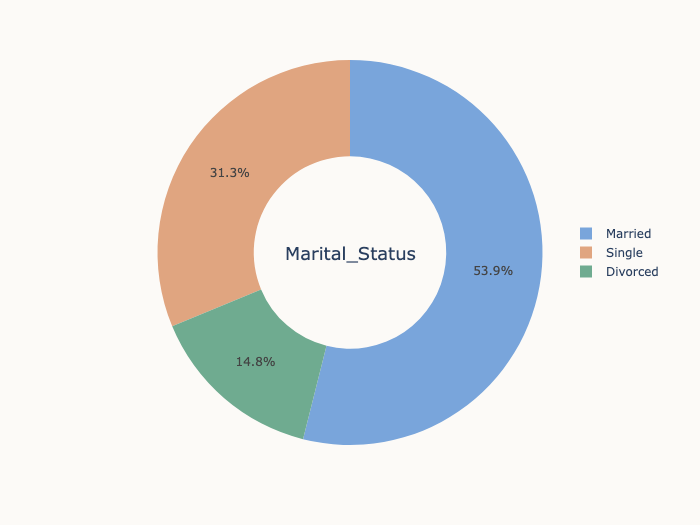 31.3%
Marital_Status
53.9%
14.8%
Married
Single
Divorced